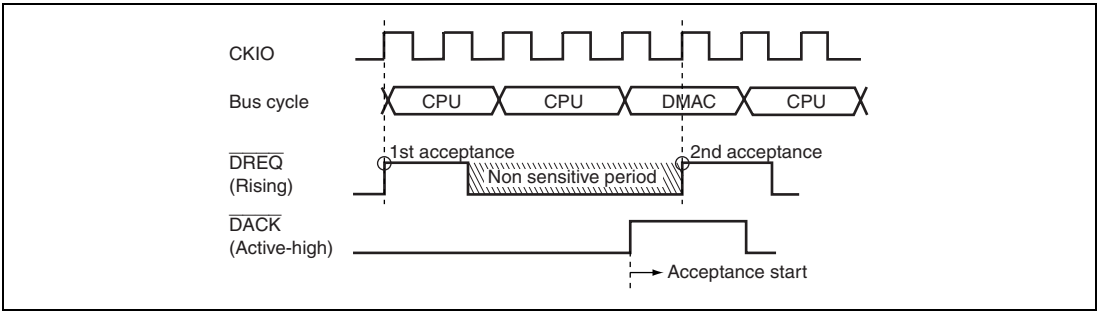 CKIO
Bus cycle CPU CPU DMAC CPU
DREQ 1st acceptance 2nd acceptance
(Rising) Non sensitive period
DACK
(Active-high)
Acceptance start